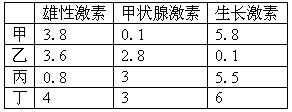 雄性激素 甲状腺激素 生长激素
甲 3.8 0.1 5.8
乙 3.6 2.8 0.1
丙 0.8 3 5.5
丁 4 3 6